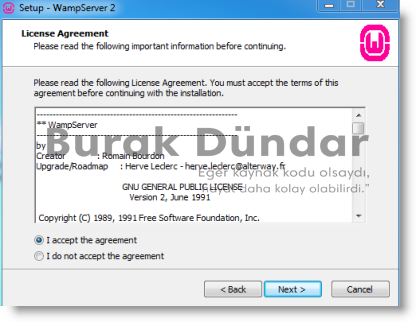 Setup - WampServer 2
License Agreement
Please read the following important information before continuing.
Please read the following License Agreement. You must accept the terms of this
agreement before continuing with the installation.
** WampServer
by
Creator : Romain Bourdon
Upgrade/Roadmap : Herve Leclerc - herve.leclerc@alterway.fr
Burak Dündar
Eğer kaynak kodu olsaydı,
hayat daha kolay olabilirdi."
GNU GENERAL PUBLIC LICENSE
Version 2, June 1991
Copyright (C) 1989, 1991 Free Software Foundation, Inc.
I accept the agreement
I do not accept the agreement
< Back
Next >
Cancel